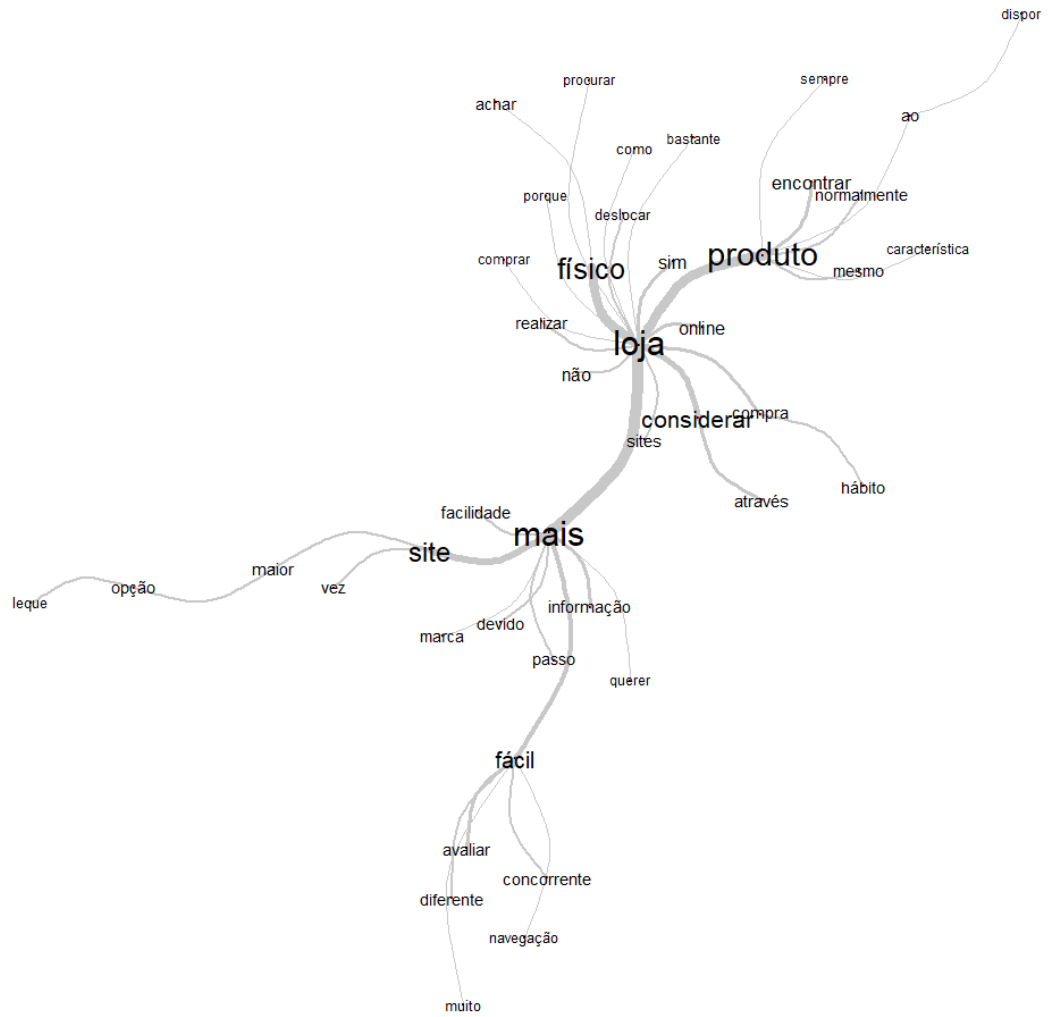 dispor
procurar
sempre
achar
ao
como
bastante
encontrar
normalmente
porque
deslocar
produto
característica
comprar
físico
sim
mesmo
realizar
online
loja
não
considerar
compra
sites
hábito
através
facilidade
mais
site
maior
vez
opção
leque
informação
devido
marca
passo
querer
fácil
avaliar
concorrente
diferente
navegação
muito